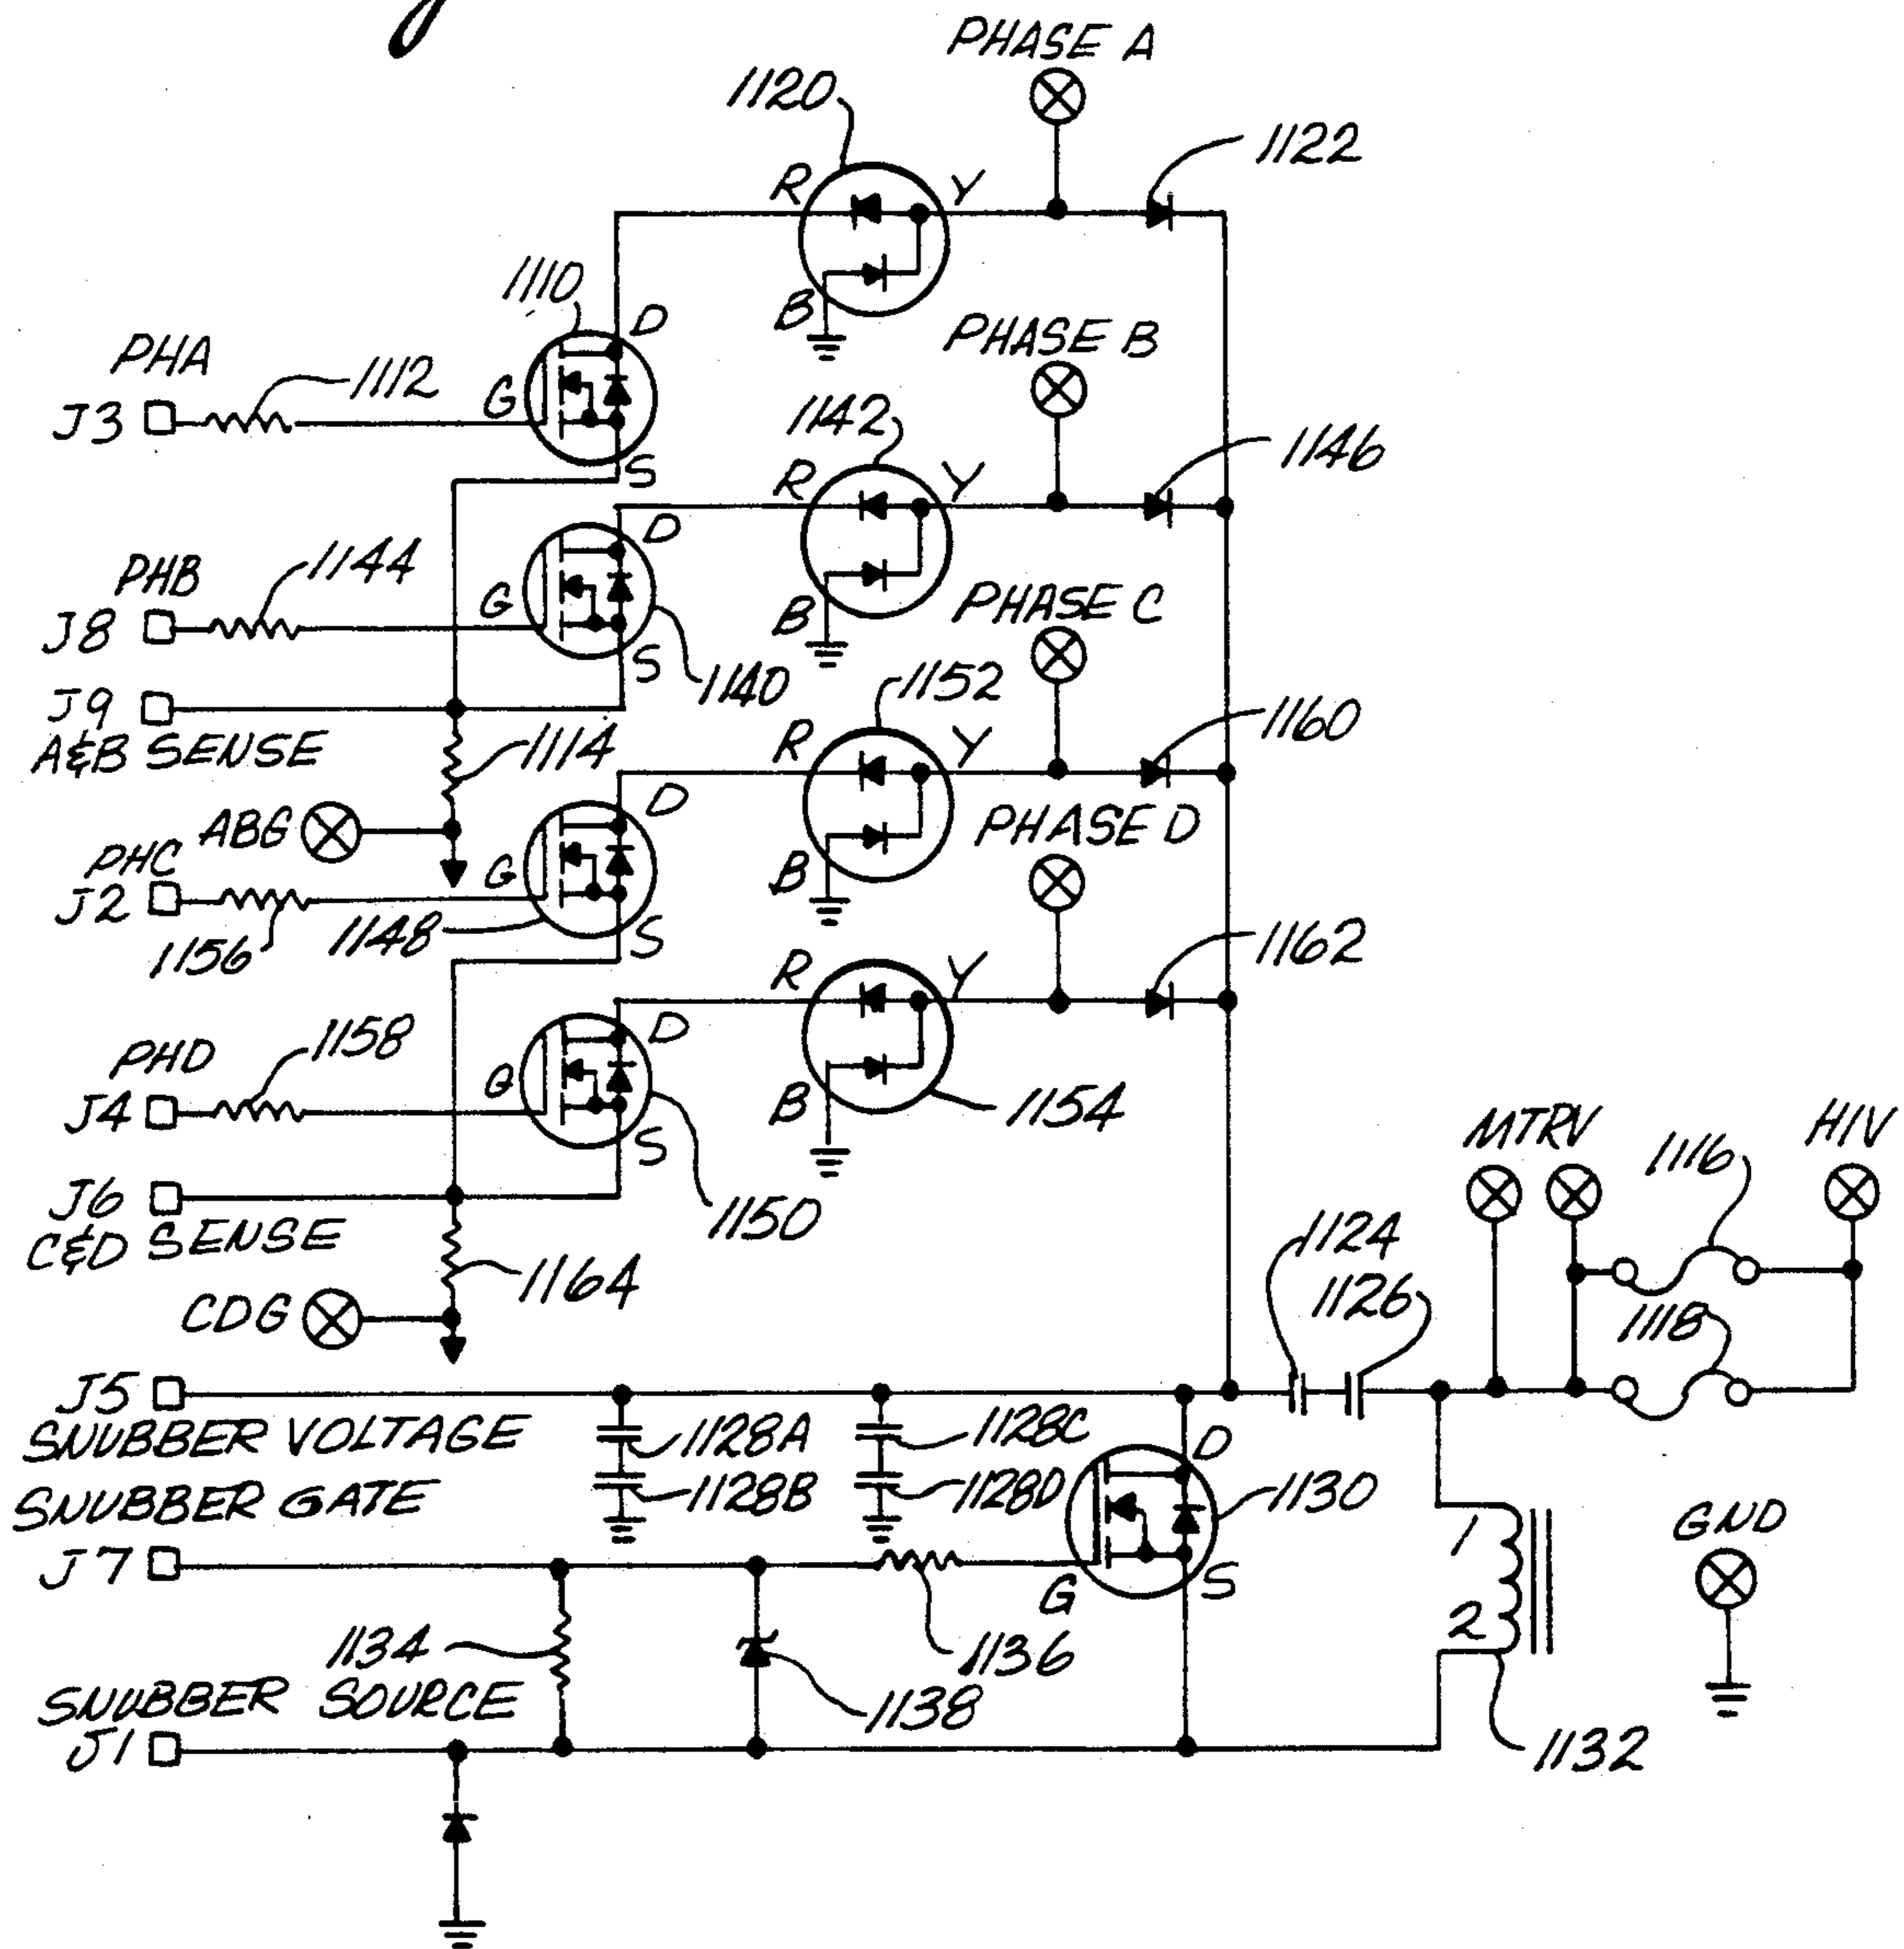 PHASE A
1120
1122
R
Y
B
1110
D
PHA
1112
J3
G
S
PHASE B
1142
1146
R
Y
B
D
PHB
1144
J8
G
S
1140
J9
A&B SENSE
1114
PHASE C
1152
1160
R
Y
B
D
ABG
PHC
J2
G
1156
1148
S
PHASE D
1162
R
Y
B
1154
D
PHD
1158
J4
G
S
1150
J6
C&D SENSE
1164
CDG
MTRV
1116
HIV
1124
1126
1118
J5
SNUBBER VOLTAGE
1128A
1128B
1128C
1128D
D
1130
SNUBBER GATE
J7
G
S
1
2
GND
1134
1136
1138
SNUBBER SOURCE
J1
1132